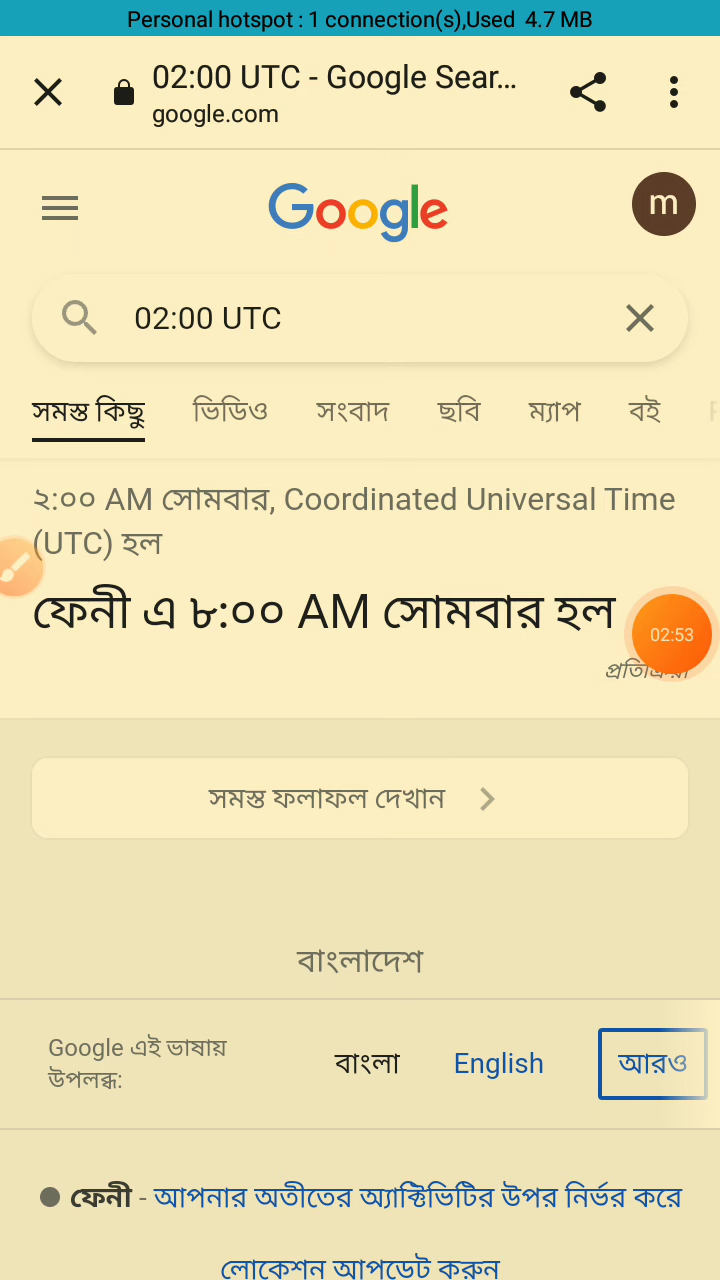 Personal hotspot : 1 connection(s),Used 4.7 MB
02:00 UTC - Google Sear...
google.com
Google
m
02:00 UTC
সমস্ত কিছু ভিডিও সংবাদ ছবি ম্যাপ বই
২:০০ AM সোমবার, Coordinated Universal Time
(UTC) হল
ফেনী এ ৮:০০ AM সোমবার হল
02:53
সমস্ত ফলাফল দেখান
বাংলাদেশ
Google এই ভাষায়
উপলব্ধ:
বাংলা English আরও
ফেনী - আপনার অতীতের অ্যাক্টিভিটির উপর নির্ভর করে
লোকেশন আপডেট করুন